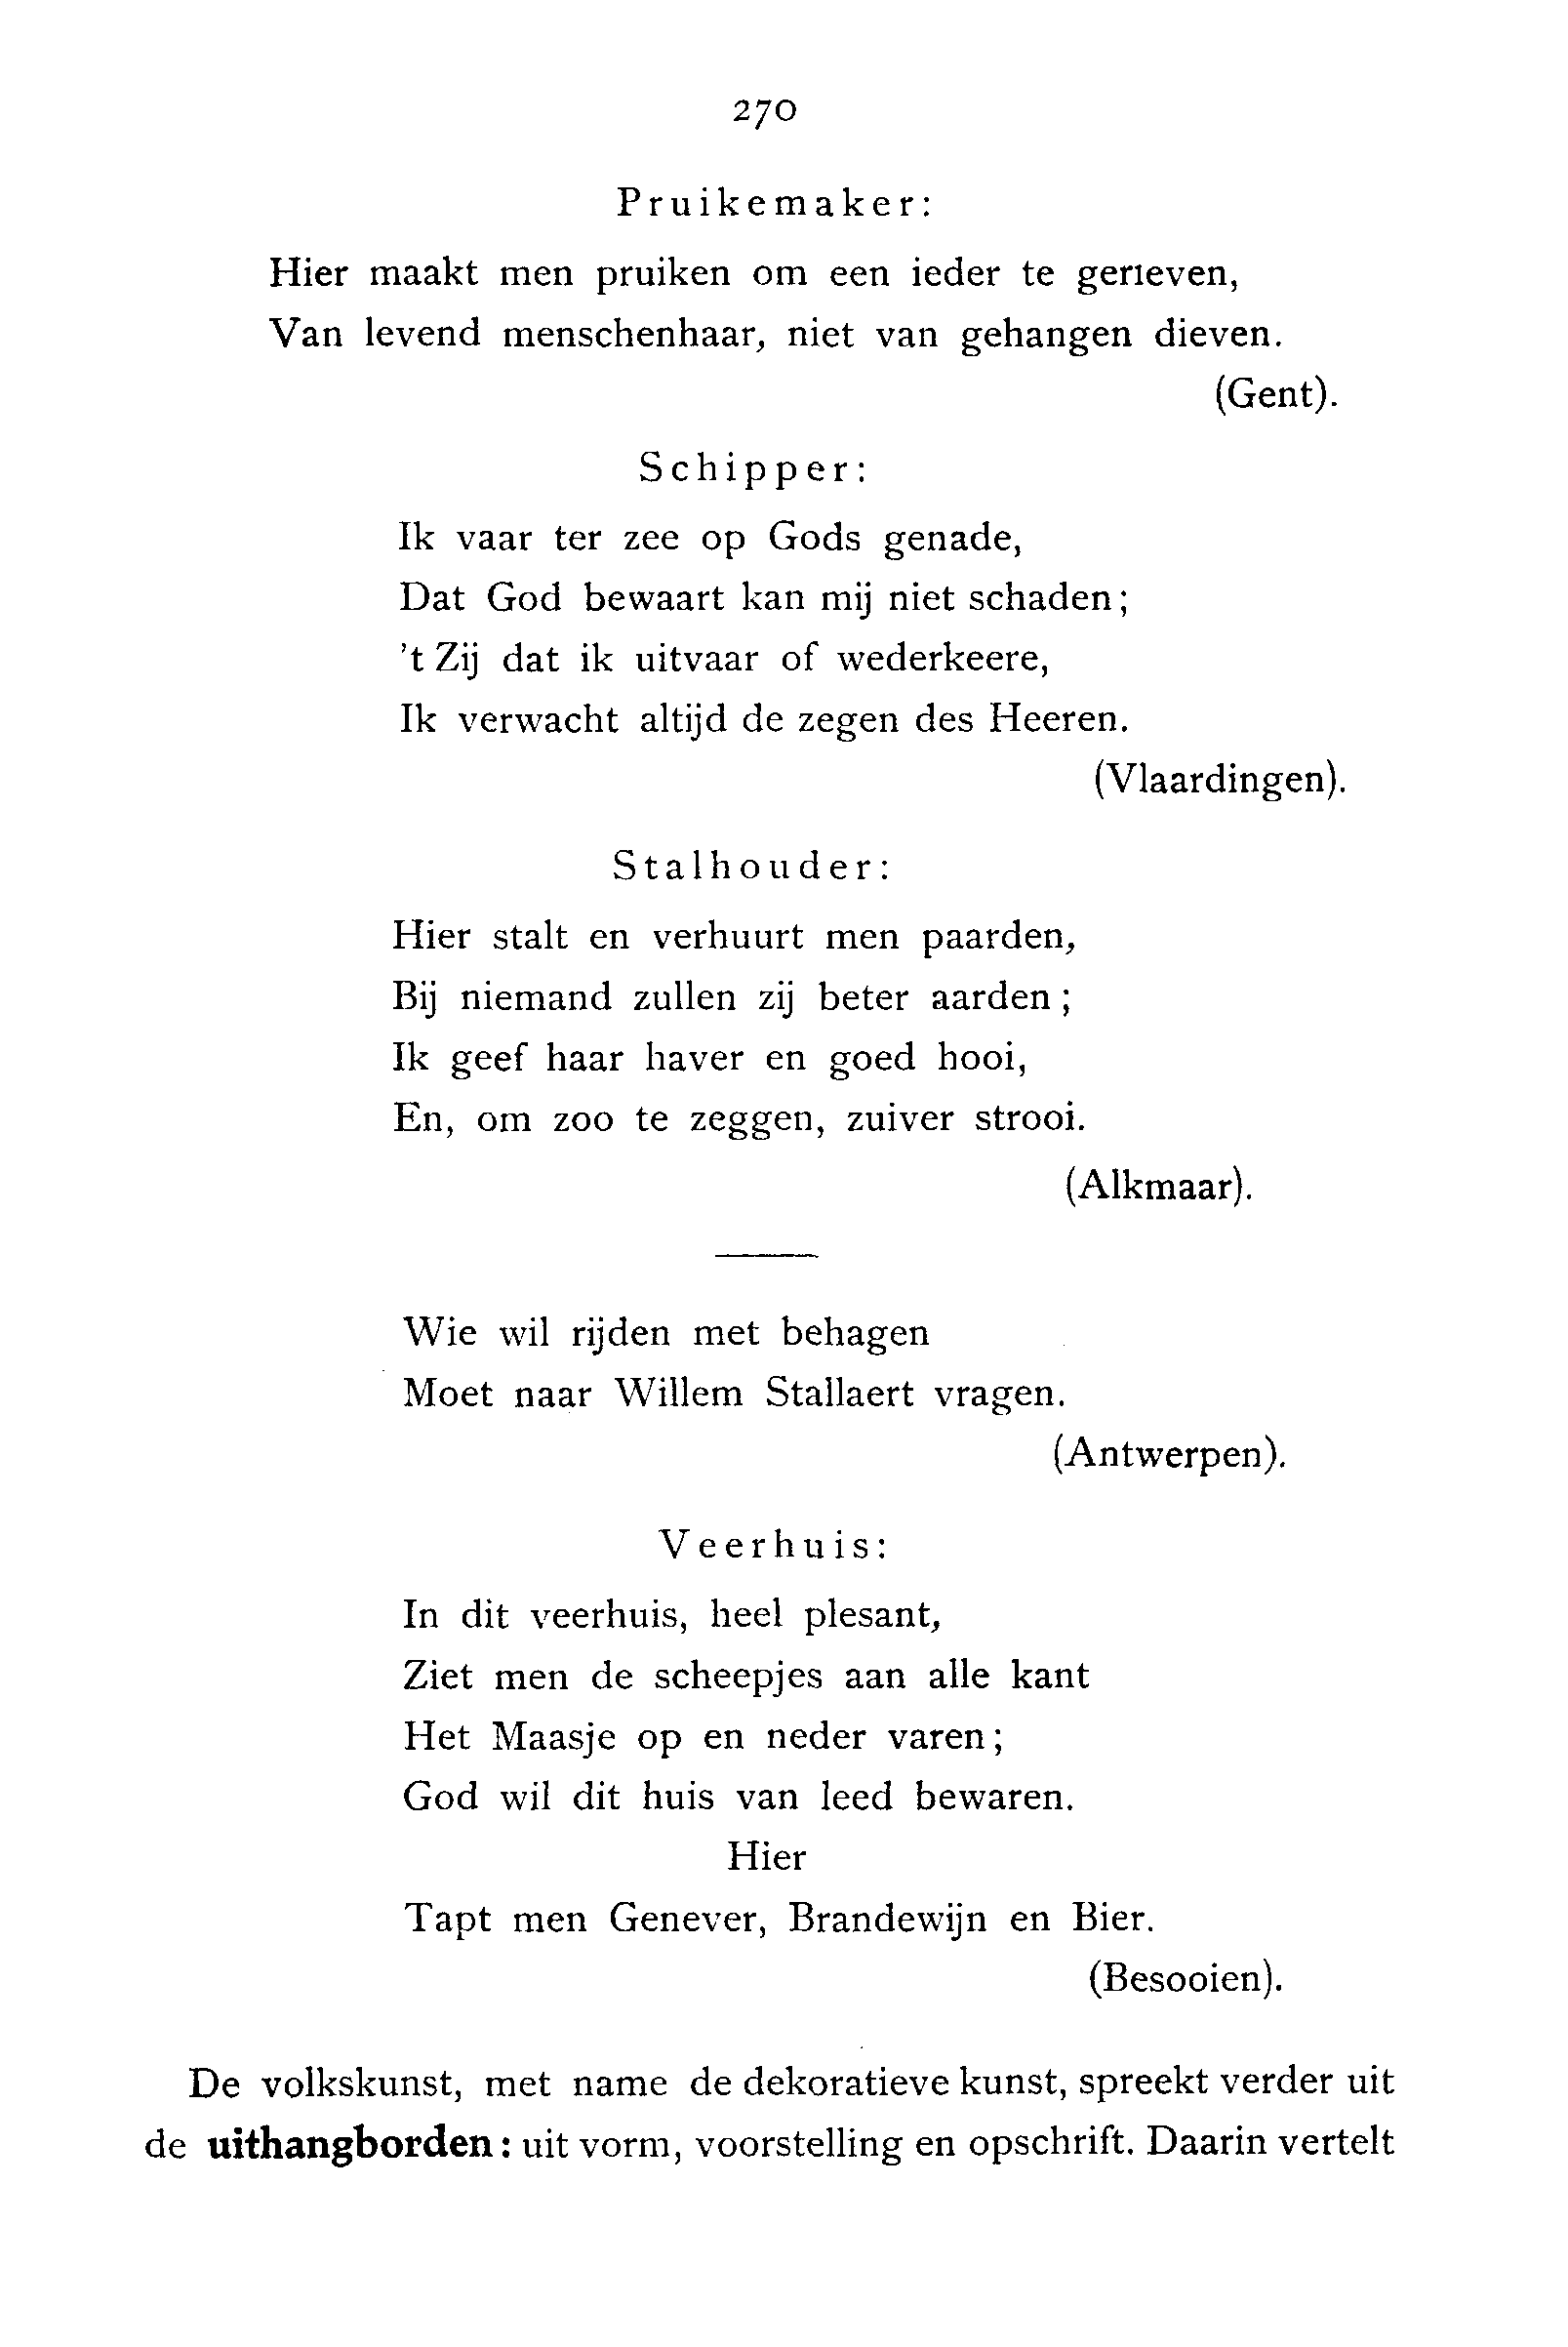 270
Pruikemaker:
Hier maakt men pruiken om een ieder te gerieven,
Van levend menschenhaar, niet van gehangen dieven.
(Gent).
Schipper:
Ik vaar ter zee op Gods genade,
Dat God bewaart kan mij niet schaden;
't Zij dat ik uitvaar of wederkeere,
Ik verwacht altijd de zegen des Heeren.
(Vlaardingen).
Stalhouder:
Hier stalt en verhuurt men paarden,
Bij niemand zullen zij beter aarden;
Ik geef haar haver en goed hooi,
En, om zoo te zeggen, zuiver strooi.
(Alkmaar).
Wie wil rijden met behagen
Moet naar Willem Stallaert vragen.
(Antwerpen).
Veerhuis:
In dit veerhuis, heel plesant,
Ziet men de scheepjes aan alle kant
Het Maasje op en neder varen;
God wil dit huis van leed bewaren.
Hier
Tapt men Genever, Brandewijn en Bier.
(Besooien).
De volkskunst, met name de dekoratieve kunst, spreekt verder uit
de uithangborden: uit vorm, voorstelling en opschrift. Daarin vertelt